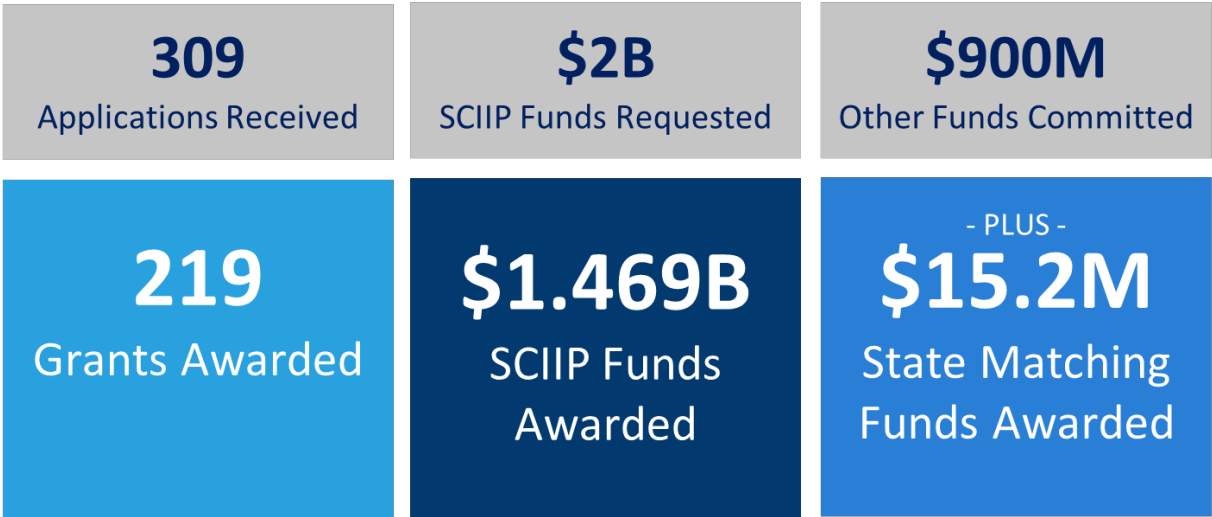 309
Applications Received
$2B
SCIIP Funds Requested
$900M
Other Funds Committed
219
Grants Awarded
$1.469B
SCIIP Funds
Awarded
- PLUS -
$15.2M
State Matching
Funds Awarded